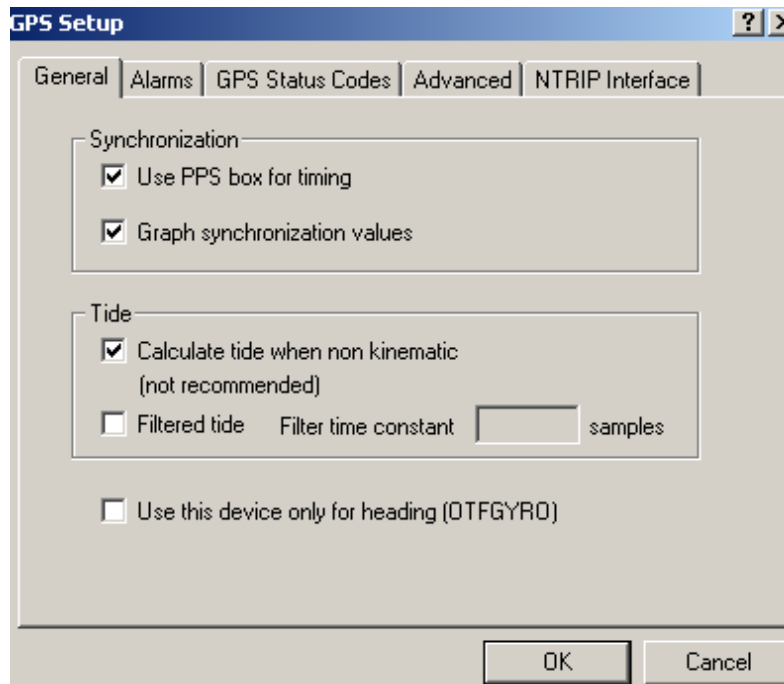 GPS Setup
General Alarms GPS Status Codes Advanced NTRIP Interface
Synchronization
Use PPS box for timing
Graph synchronization values
Tide
Calculate tide when non kinematic
(not recommended)
Filtered tide Filter time constant samples
Use this device only for heading (OTFGYRO)
OK Cancel